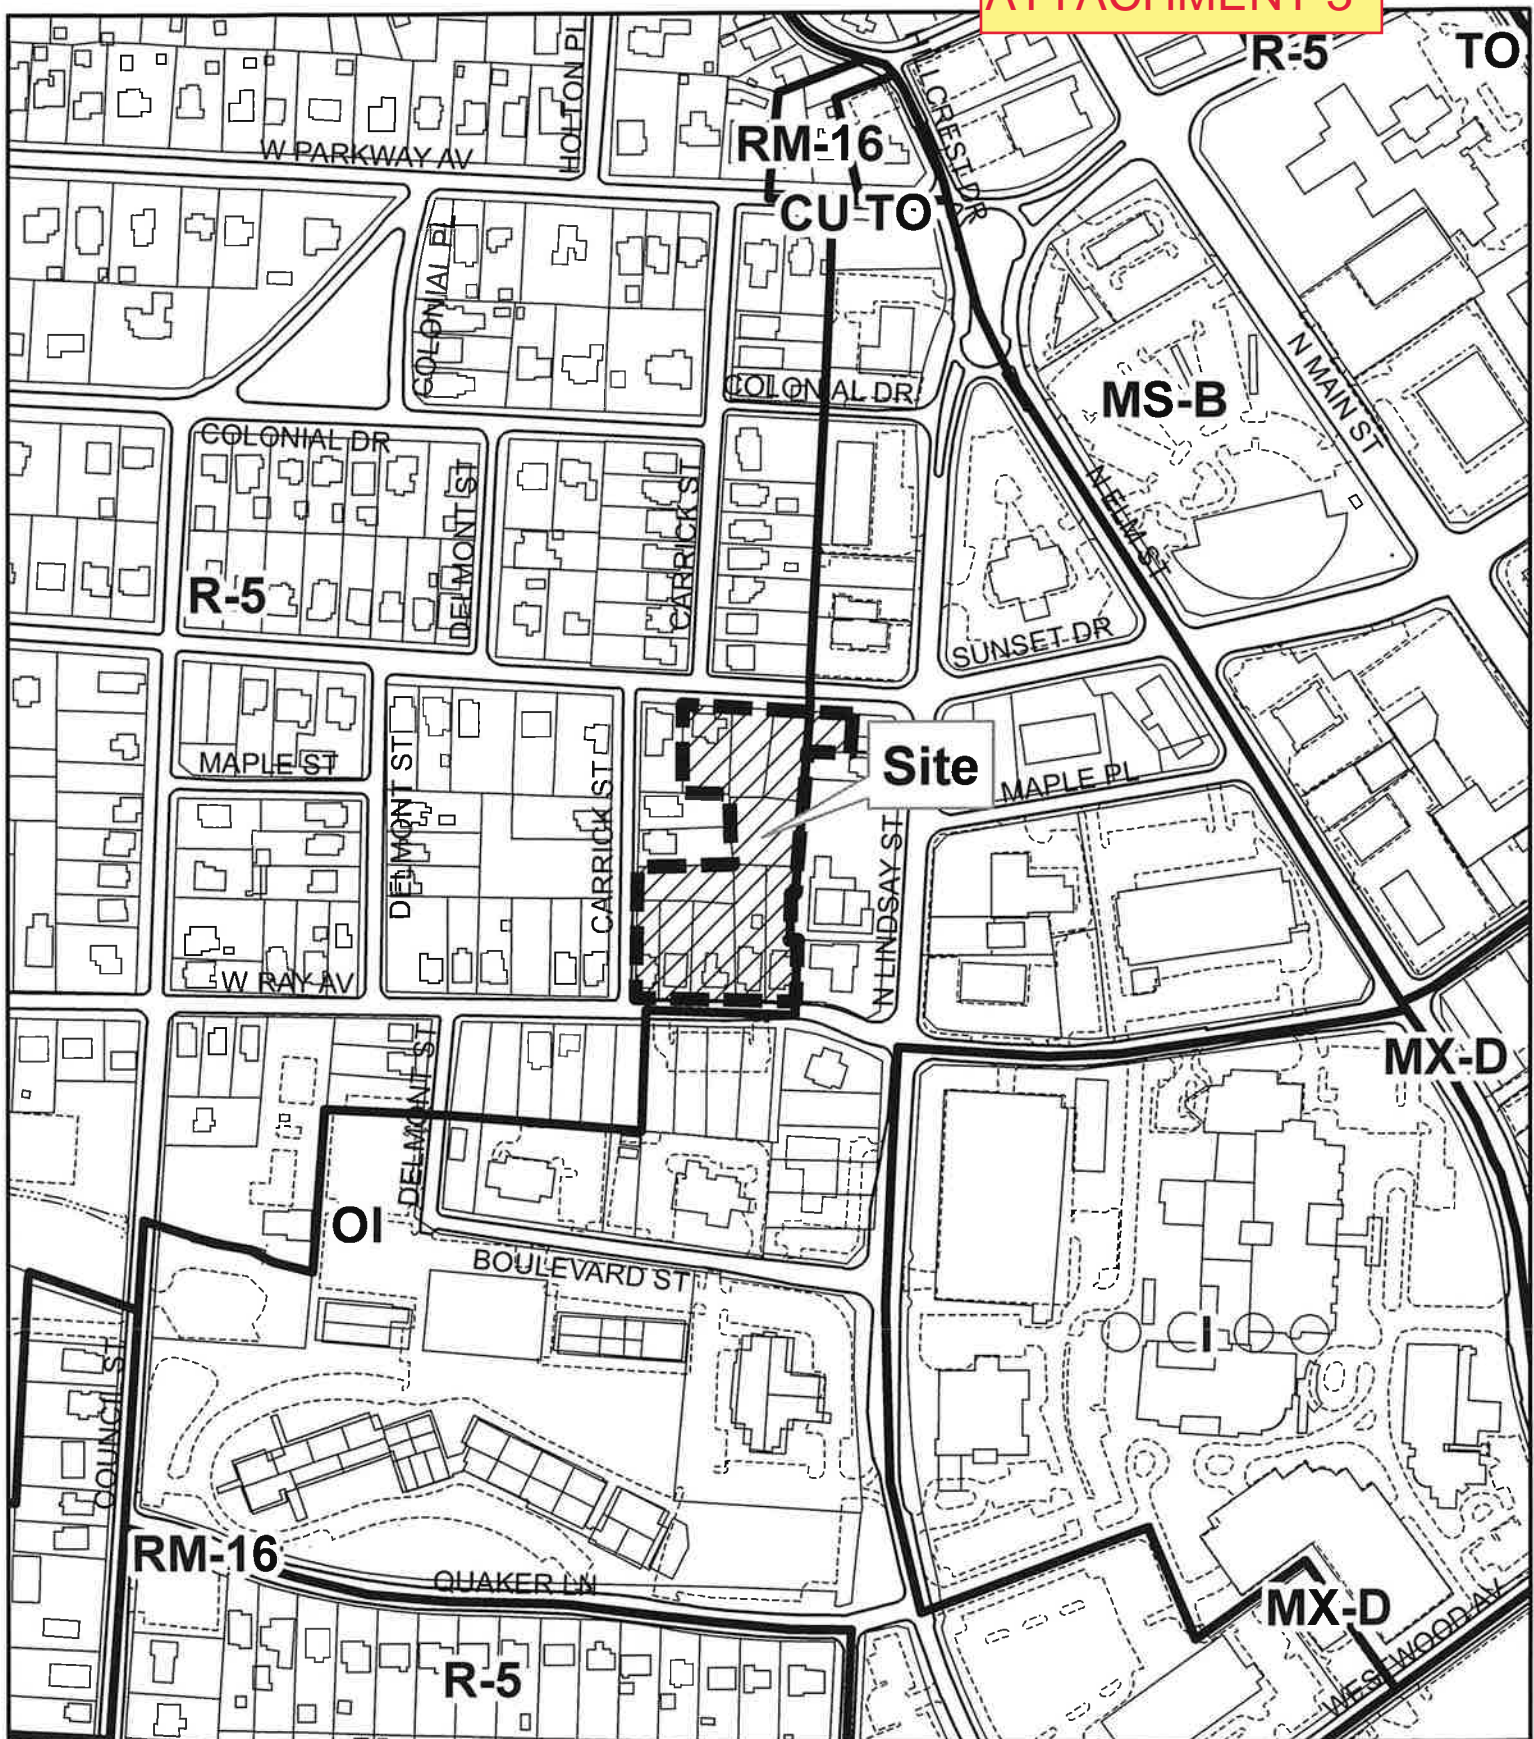 ATTACHMENT 3
R-5
TO
HOLTON PL
HILLCREST DR
RM-16
W PARKWAY AV
CU-TO
COLONIAL PL
N MAIN ST
COLONIAL DR
MS-B
COLONIAL DR
DELMONT ST
CARRICK ST
N ELM ST
R-5
SUNSET DR
Site
MAPLE ST
DELMONT ST
CARRICK ST
MAPLE PL
N LINDSAY ST
W RAY AV
DELMONT ST
MX-D
OI
BOULEVARD ST
I
COUNCIL ST
RM-16
QUAKER LN
MX-D
WESTWOOD AV
R-5